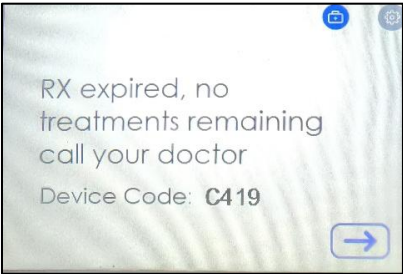 RX expired, no
treatments remaining
call your doctor
Device Code: C419